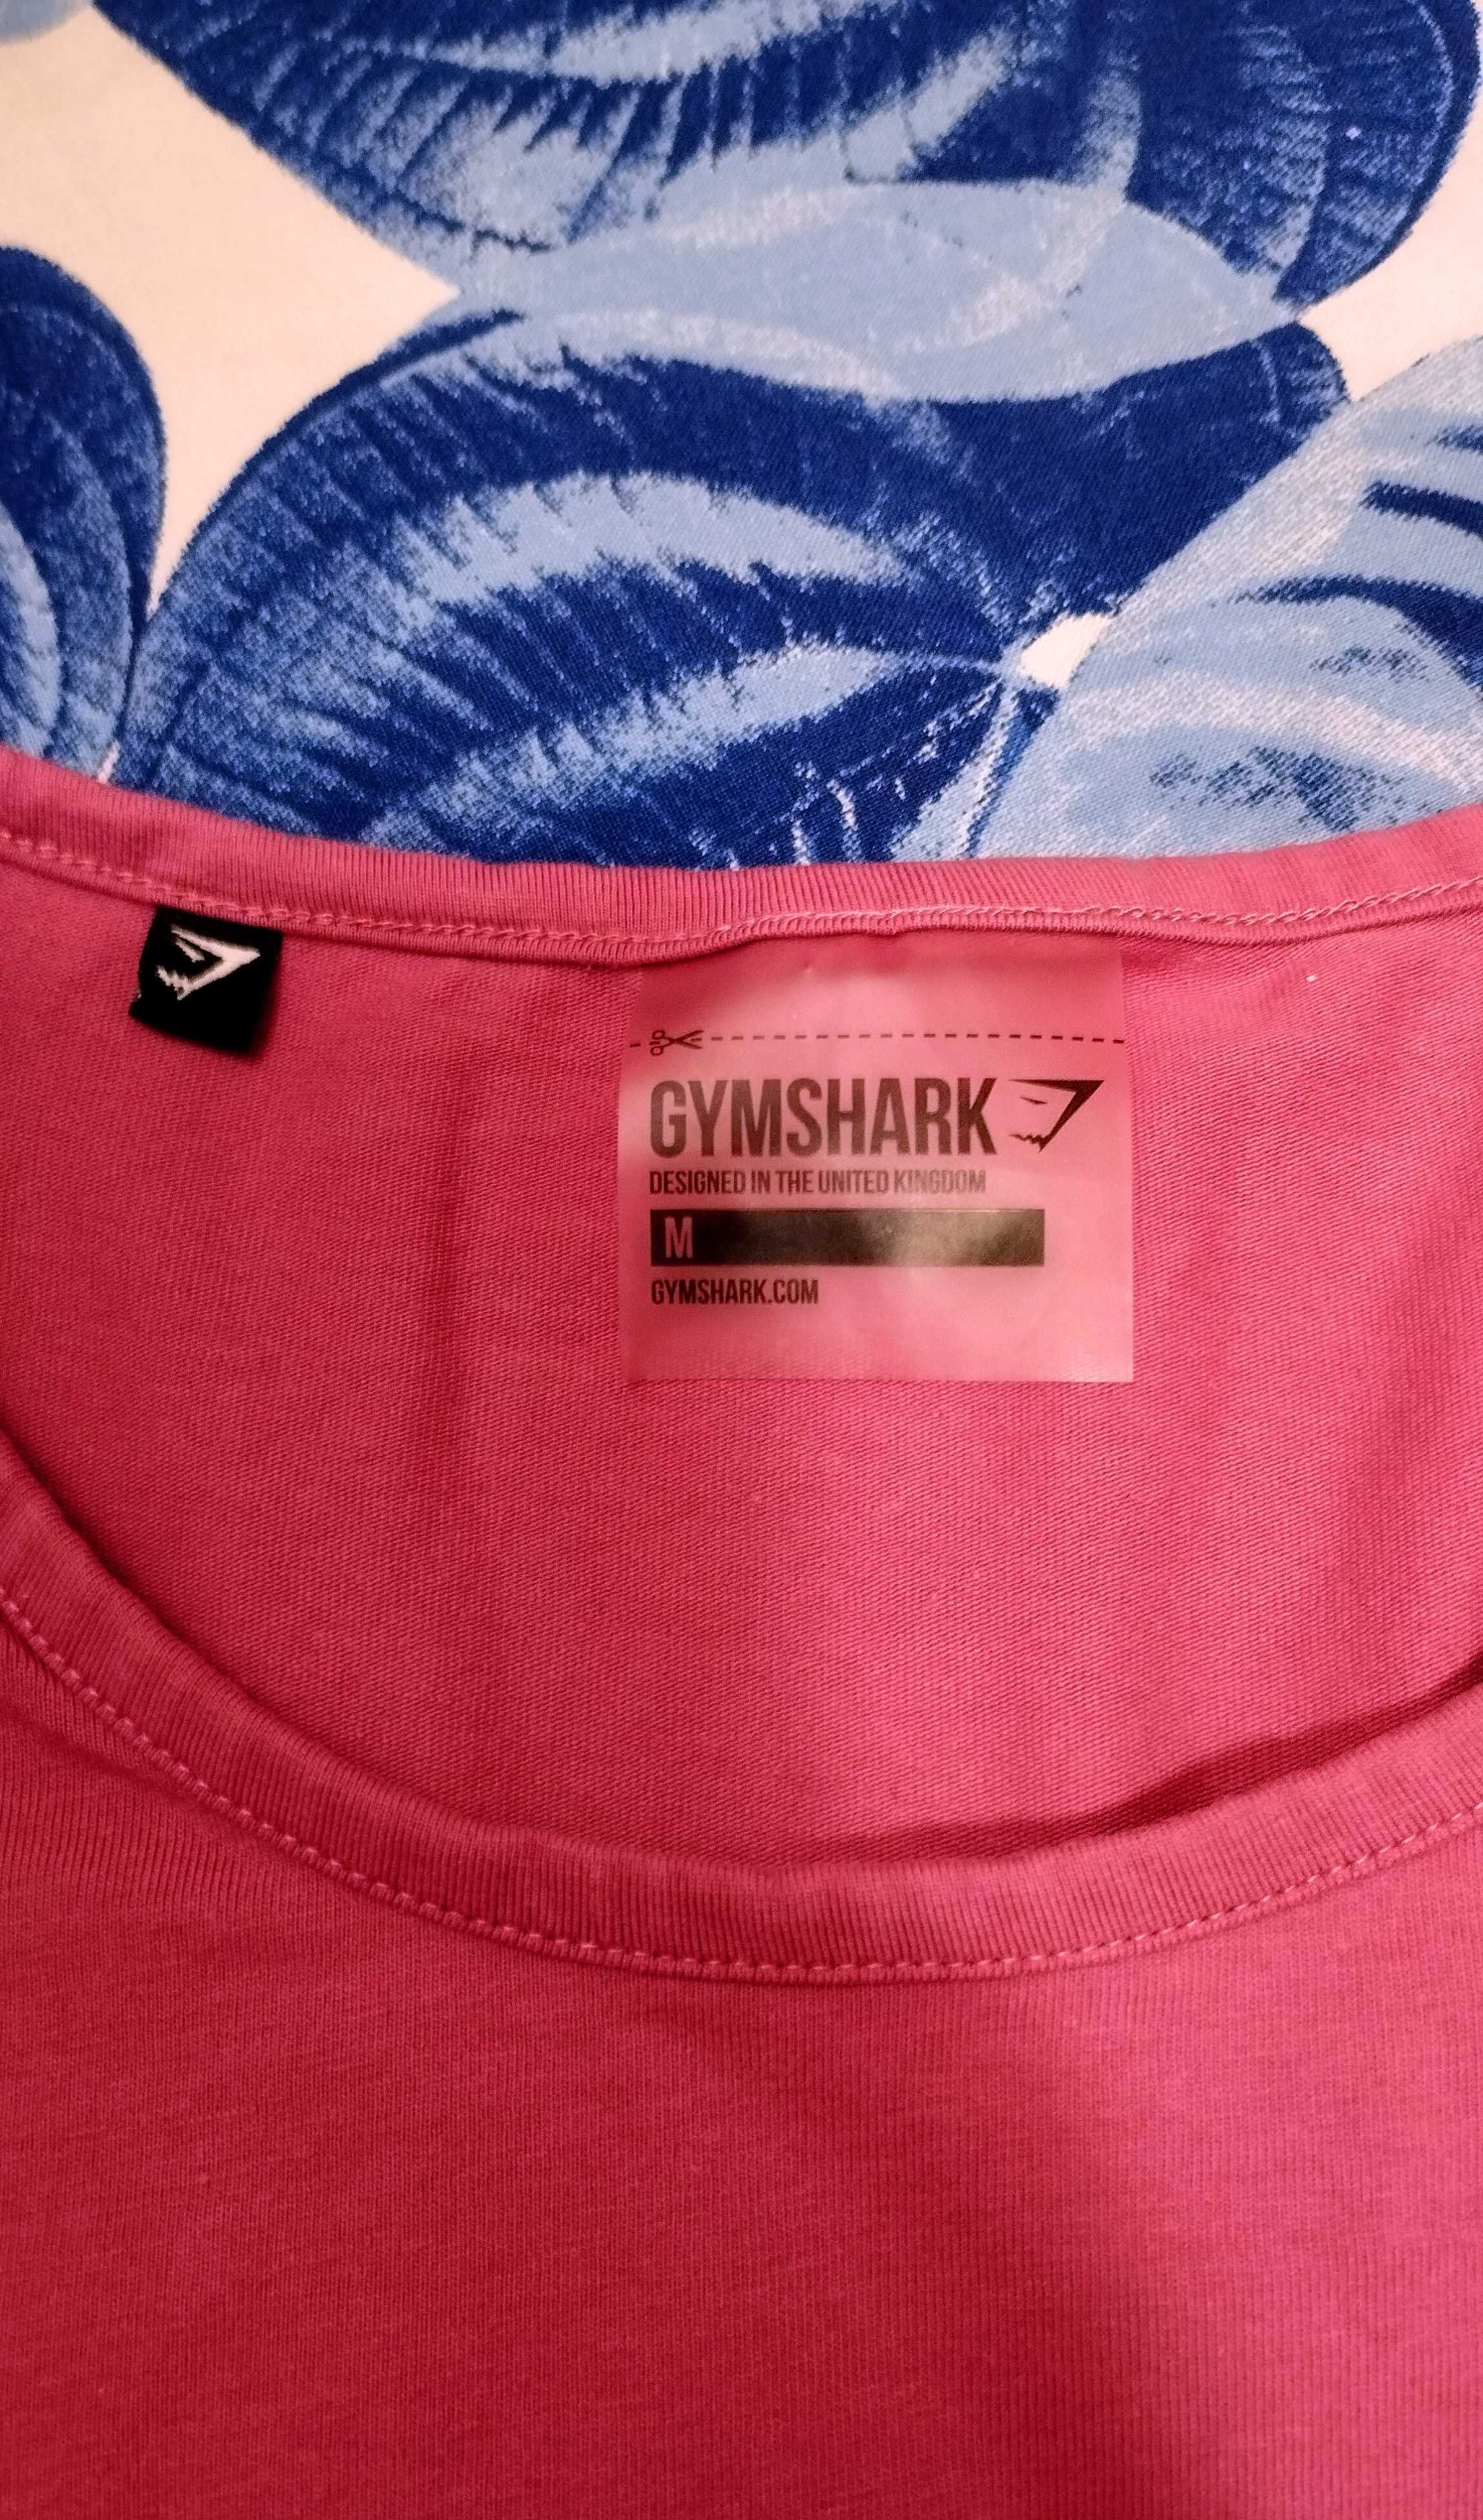 GYMSHARK
DESIGNED IN THE UNITED KINGDOM
M
GYMSHARK.COM